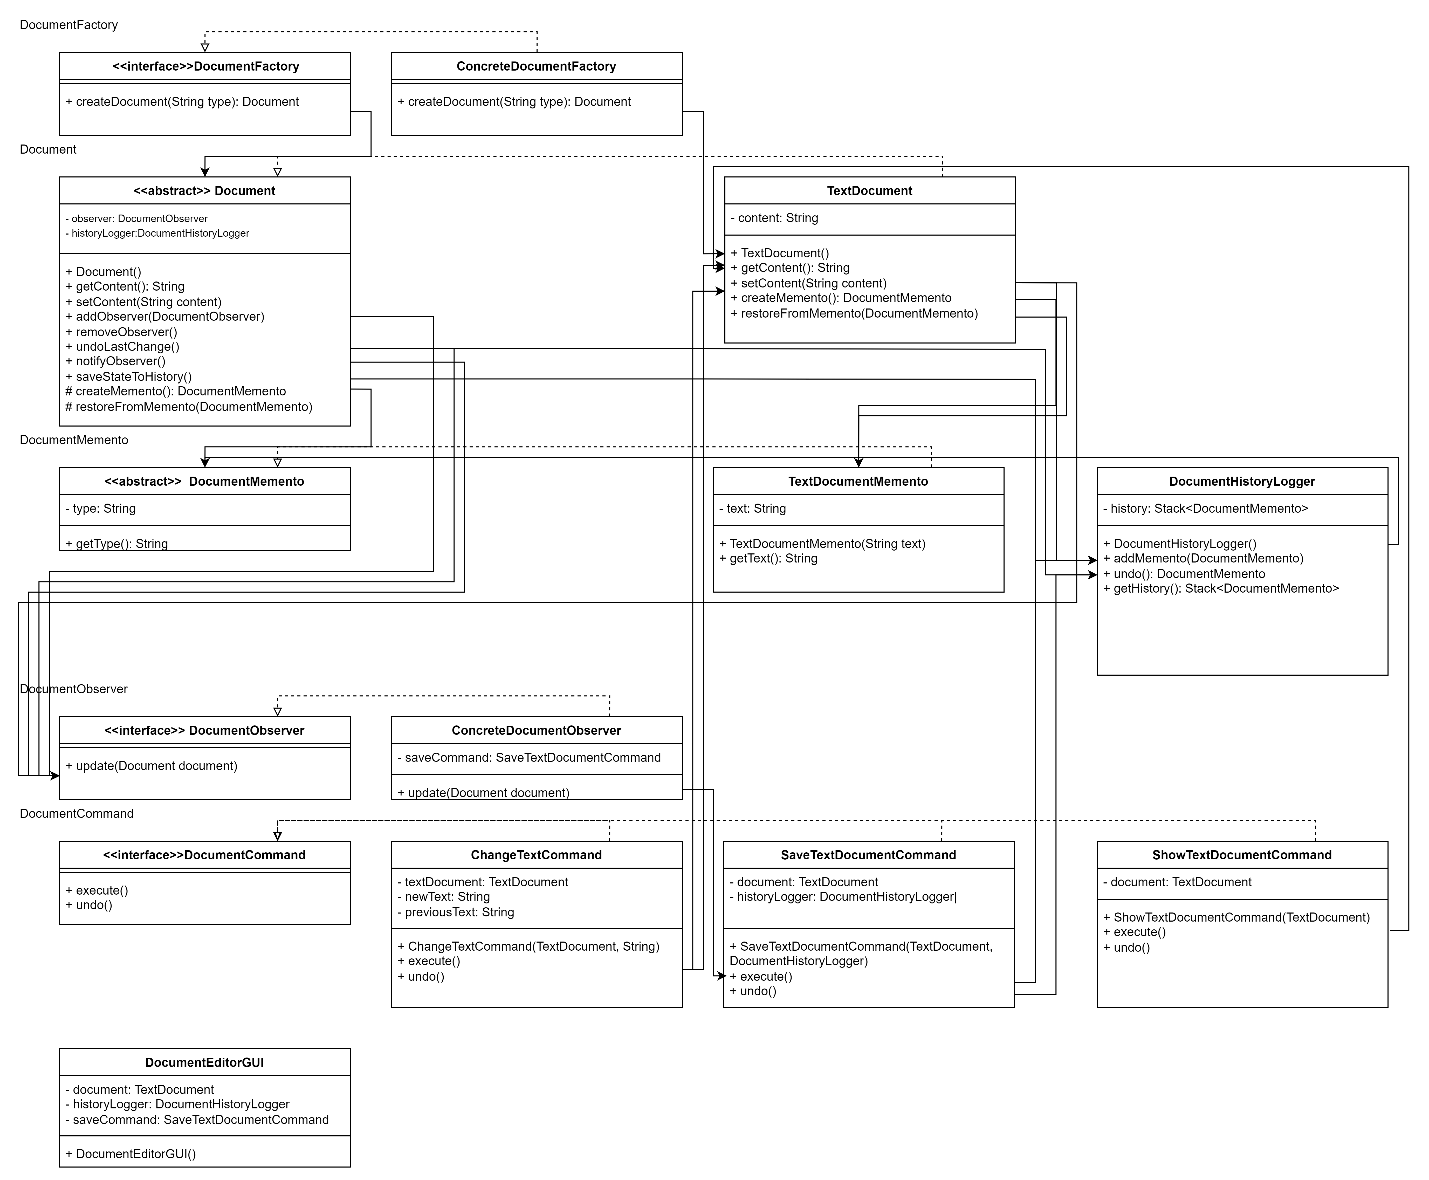 DocumentFactory
<<interface>>DocumentFactory
+ createDocument(String type): Document
ConcreteDocumentFactory
+ createDocument(String type): Document
Document
<<abstract>> Document
- observer: DocumentObserver
- historyLogger:DocumentHistoryLogger
+ Document()
+ getContent(): String
+ setContent(String content)
+ addObserver(DocumentObserver)
+ removeObserver()
+ undoLastChange()
+ notifyObserver()
+ saveStateToHistory()
# createMemento(): DocumentMemento
# restoreFromMemento(DocumentMemento)
TextDocument
- content: String
+ TextDocument()
+ getContent(): String
+ setContent(String content)
+ createMemento(): DocumentMemento
+ restoreFromMemento(DocumentMemento)
DocumentMemento
<<abstract>> DocumentMemento
- type: String
+ getType(): String
TextDocumentMemento
- text: String
+ TextDocumentMemento(String text)
+ getText(): String
DocumentHistoryLogger
- history: Stack<DocumentMemento>
+ DocumentHistoryLogger()
+ addMemento(DocumentMemento)
+ undo(): DocumentMemento
+ getHistory(): Stack<DocumentMemento>
DocumentObserver
<<interface>> DocumentObserver
+ update(Document document)
ConcreteDocumentObserver
- saveCommand: SaveTextDocumentCommand
+ update(Document document)
DocumentCommand
<<interface>>DocumentCommand
+ execute()
+ undo()
ChangeTextCommand
- textDocument: TextDocument
- newText: String
- previousText: String
+ ChangeTextCommand(TextDocument, String)
+ execute()
+ undo()
SaveTextDocumentCommand
- document: TextDocument
- historyLogger: DocumentHistoryLogger|
+ SaveTextDocumentCommand(TextDocument,
DocumentHistoryLogger)
+ execute()
+ undo()
ShowTextDocumentCommand
- document: TextDocument
+ ShowTextDocumentCommand(TextDocument)
+ execute()
+ undo()
DocumentEditorGUI
- document: TextDocument
- historyLogger: DocumentHistoryLogger
- saveCommand: SaveTextDocumentCommand
+ DocumentEditorGUI()